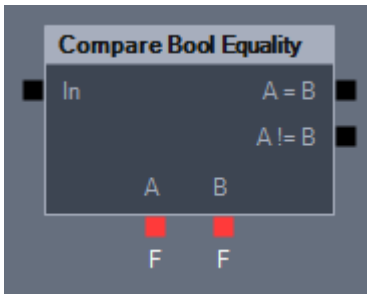 Compare Bool Equality
In A = B
A != B
A B
F F